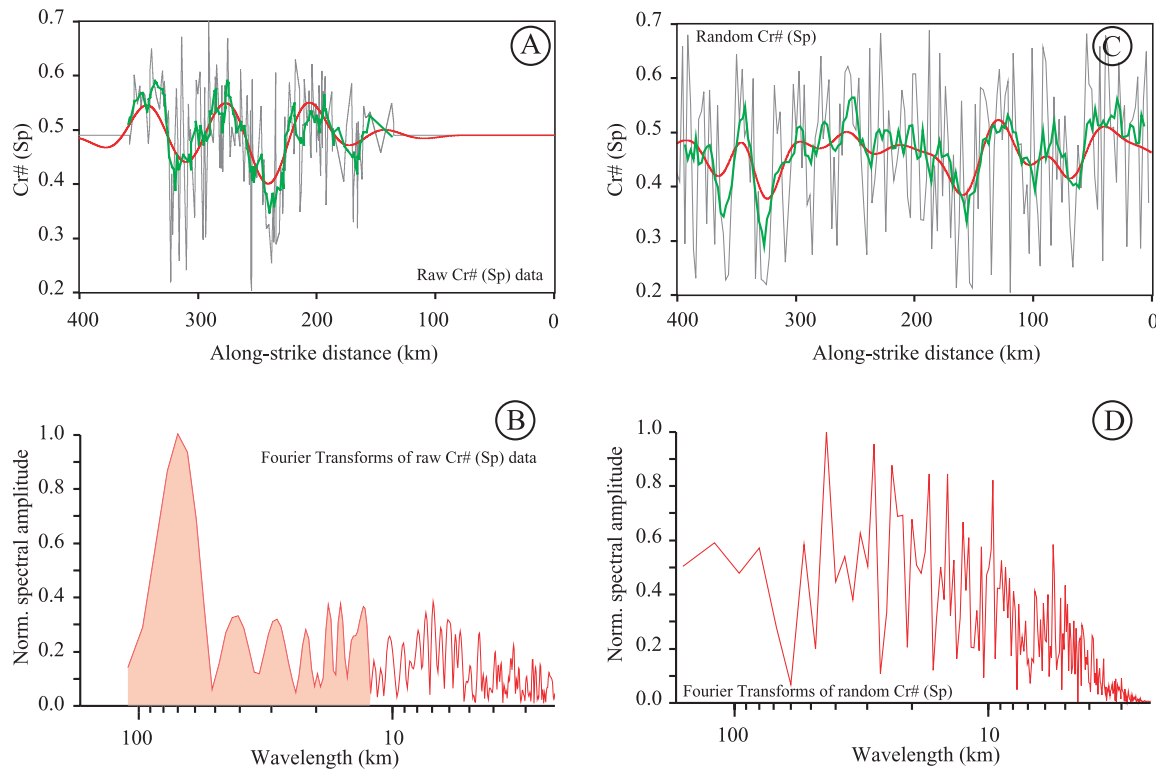 A
0.7
0.6
0.5
0.4
0.3
0.2
Cr# (Sp)
Raw Cr# (Sp) data
400 300 200 100 0
Along-strike distance (km)
C
0.7
0.6
0.5
0.4
0.3
0.2
Cr# (Sp)
Random Cr# (Sp)
400 300 200 100 0
Along-strike distance (km)
B
1.0
0.8
0.6
0.4
0.2
0.0
Norm. spectral amplitude
Fourier Transforms of raw Cr# (Sp) data
100 10
Wavelength (km)
D
1.0
0.8
0.6
0.4
0.2
0.0
Norm. spectral amplitude
Fourier Transforms of random Cr# (Sp)
100 10
Wavelength (km)